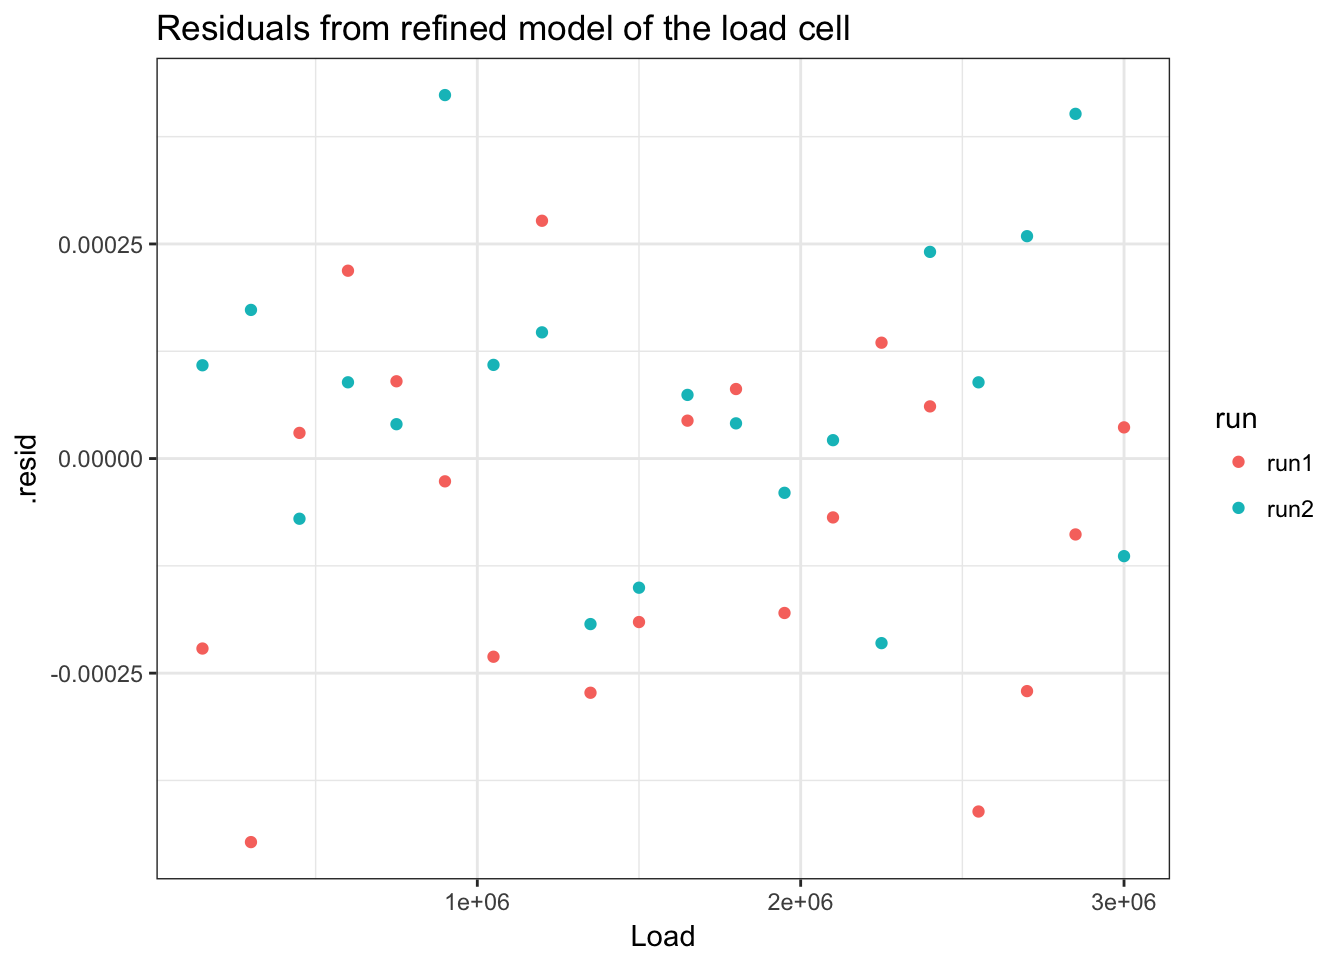 Residuals from refined model of the load cell
0.00025
0.00000
-0.00025
.resid
1e+06
2e+06
3e+06
Load
run
run1
run2